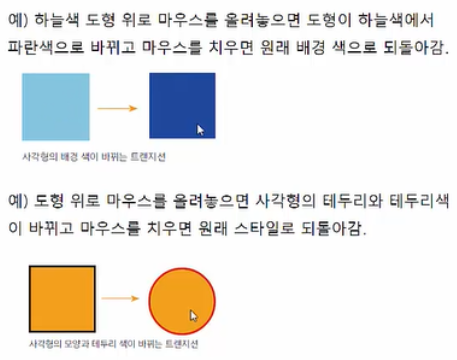 예) 하늘색 도형 위로 마우스를 올려놓으면 도형이 하늘색에서
파란색으로 바뀌고 마우스를 치우면 원래 배경 색으로 되돌아감.
사각형의 배경 색이 바뀌는 트랜지션
예) 도형 위로 마우스를 올려놓으면 사각형의 테두리와 테두리색
이 바뀌고 마우스를 치우면 원래 스타일로 되돌아감.
사각형의 모양과 테두리 색이 바뀌는 트랜지션